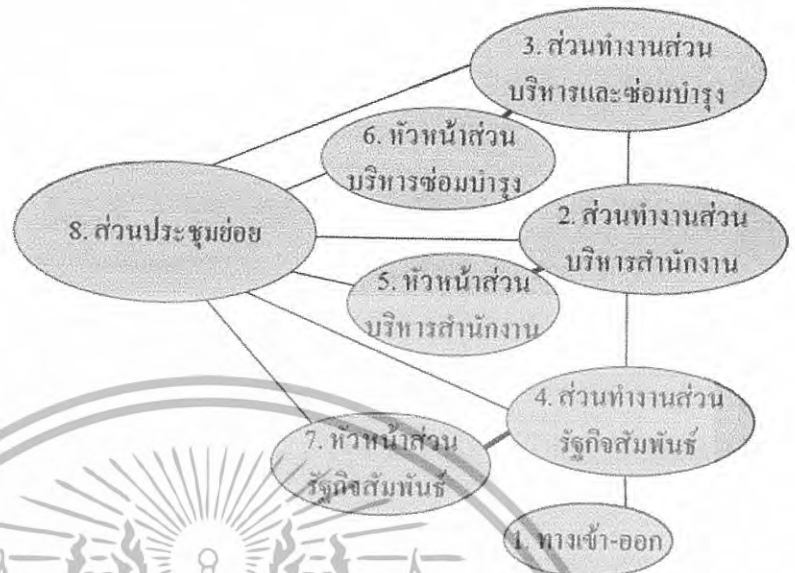 3. ส่วนทำงานส่วน
บริหารและซ่อมบำรุง
6. หัวหน้าส่วน
บริหารซ่อมบำรุง
8. ส่วนประชุมย่อย
2. ส่วนทำงานส่วน
บริหารสำนักงาน
5. หัวหน้าส่วน
บริหารสำนักงาน
4. ส่วนทำงานส่วน
รัฐกิจสัมพันธ์
7. หัวหน้าส่วน
รัฐกิจสัมพันธ์
1. ทางเข้า-ออก